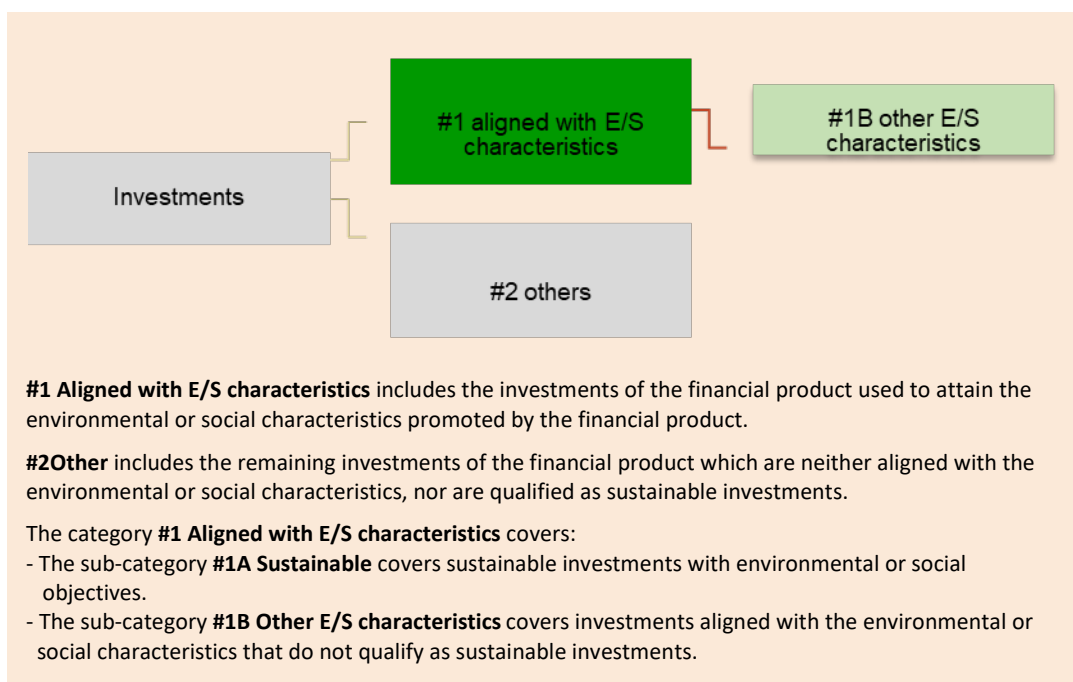 #1 aligned with E/S
characteristics
#1B other E/S
characteristics
Investments
#2 others
#1 Aligned with E/S characteristics includes the investments of the financial product used to attain the
environmental or social characteristics promoted by the financial product.
#2Other includes the remaining investments of the financial product which are neither aligned with the
environmental or social characteristics, nor are qualified as sustainable investments.
The category #1 Aligned with E/S characteristics covers:
- The sub-category #1A Sustainable covers sustainable investments with environmental or social
objectives.
- The sub-category #1B Other E/S characteristics covers investments aligned with the environmental or
social characteristics that do not qualify as sustainable investments.